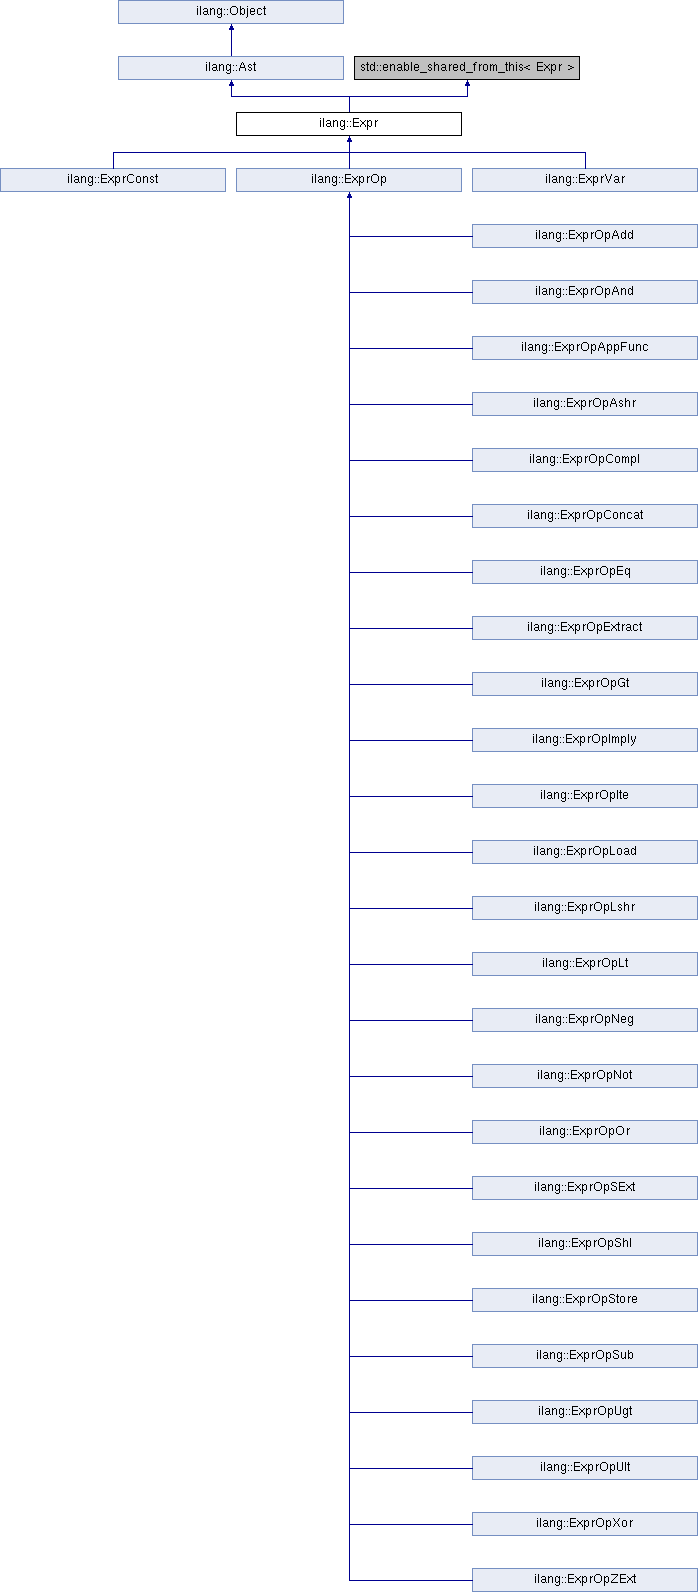 ilang::Object
ilang::Ast
std::enable_shared_from_this< Expr >
ilang::Expr
ilang::ExprConst
ilang::ExprOp
ilang::ExprVar
ilang::ExprOpAdd
ilang::ExprOpAnd
ilang::ExprOpAppFunc
ilang::ExprOpAshr
ilang::ExprOpCompl
ilang::ExprOpConcat
ilang::ExprOpEq
ilang::ExprOpExtract
ilang::ExprOpGt
ilang::ExprOpImply
ilang::ExprOpIte
ilang::ExprOpLoad
ilang::ExprOpLshr
ilang::ExprOpLt
ilang::ExprOpNeg
ilang::ExprOpNot
ilang::ExprOpOr
ilang::ExprOpSExt
ilang::ExprOpShl
ilang::ExprOpStore
ilang::ExprOpSub
ilang::ExprOpUgt
ilang::ExprOpUlt
ilang::ExprOpXor
ilang::ExprOpZExt